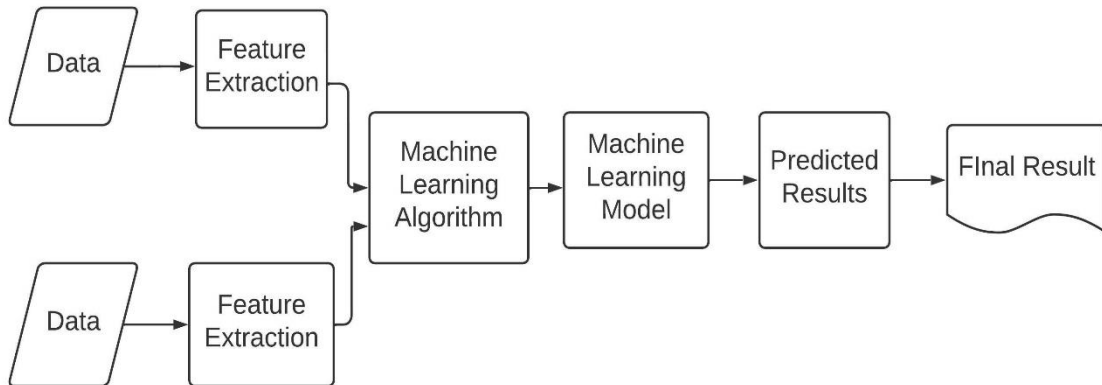 Data
Feature
Extraction
Machine
Learning
Algorithm
Machine
Learning
Model
Predicted
Results
FInal Result
Data
Feature
Extraction